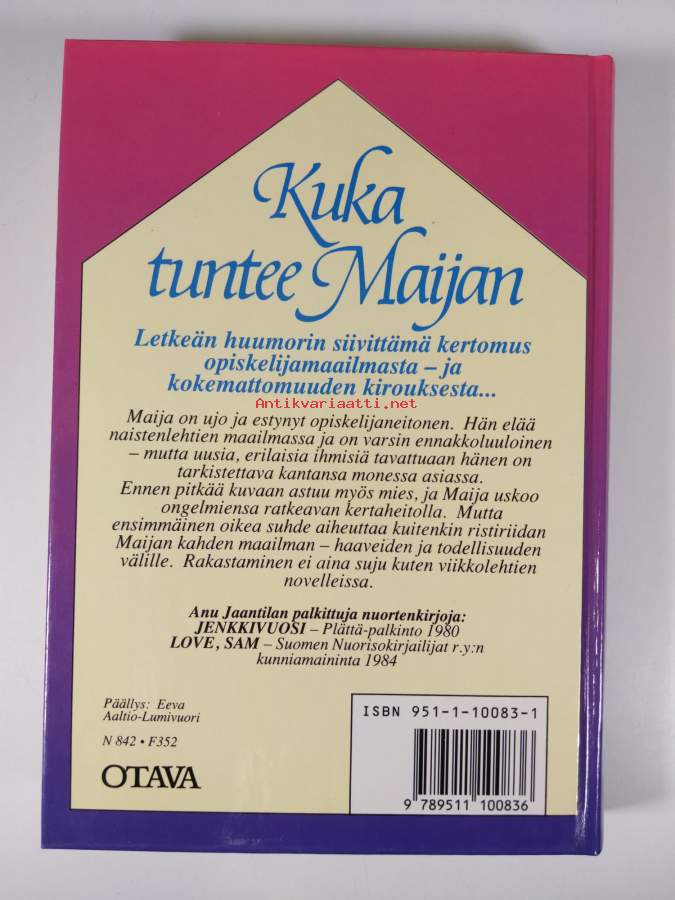 Kuka
tuntee Maijan
Letkeän huumorin siivittämä kertomus
opiskelijamaailmasta – ja
kokemattomuuden kirouksesta...
Antikvariaatti.net
Maija on ujo ja estynyt opiskelijaneitonen. Hän elää
naistenlehtien maailmassa ja on varsin ennakkoluuloinen
– mutta uusia, erilaisia ihmisiä tavattuaan hänen on
tarkistettava kantansa monessa asiassa.
Ennen pitkää kuvaan astuu myös mies, ja Maija uskoo
ongelmiensa ratkeavan kertaheitolla. Mutta
ensimmäinen oikea suhde aiheuttaa kuitenkin ristiriidan
Maijan kahden maailman – haaveiden ja todellisuuden
välille. Rakastaminen ei aina suju kuten viikkolehtien
novelleissa.
Anu Jaantilan palkittuja nuortenkirjoja:
JENKKIVUOSI – Plättä-palkinto 1980
LOVE, SAM – Suomen Nuorisokirjailijat r.y:n
kunniamaininta 1984
Päällys: Eeva
Aaltio-Lumivuori
N 842 • F352
OTAVA
ISBN 951-1-10083-1
9 789511 100836